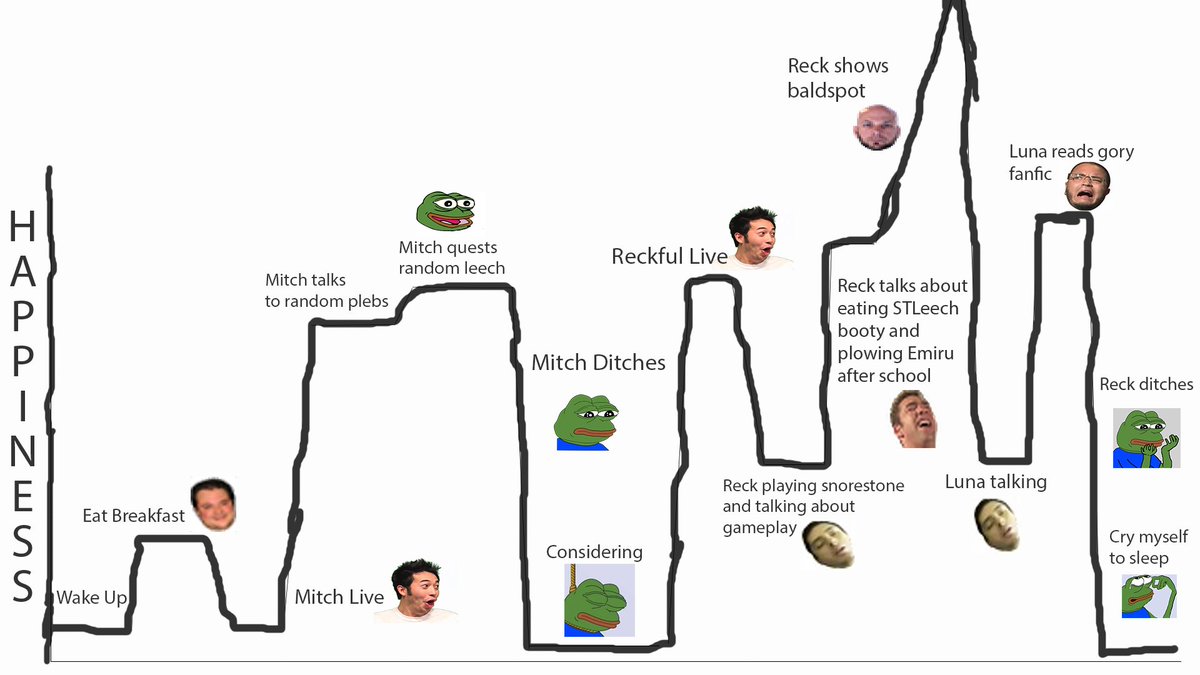 HAPPINESS
Wake Up
Eat Breakfast
Mitch Live
Mitch talks
to random plebs
Mitch quests
random leech
Mitch Ditches
Considering
Reckful Live
Reck playing snorestone
and talking about
gameplay
Reck talks about
eating STLeech
booty and
plowing Emiru
after school
Reck shows
baldspot
Luna talking
Luna reads gory
fanfic
Reck ditches
Cry myself
to sleep